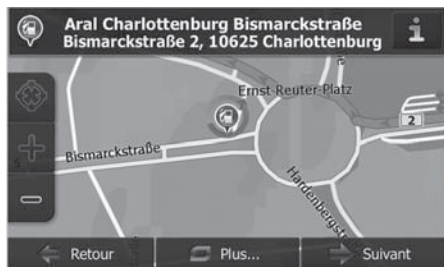 Aral Charlottenburg Bismarckstraße
Bismarckstraße 2, 10625 Charlottenburg
Ernst-Reuter-Platz
2
Bismarckstraße
Hardenbergstr
Retour
Plus...
Suivant